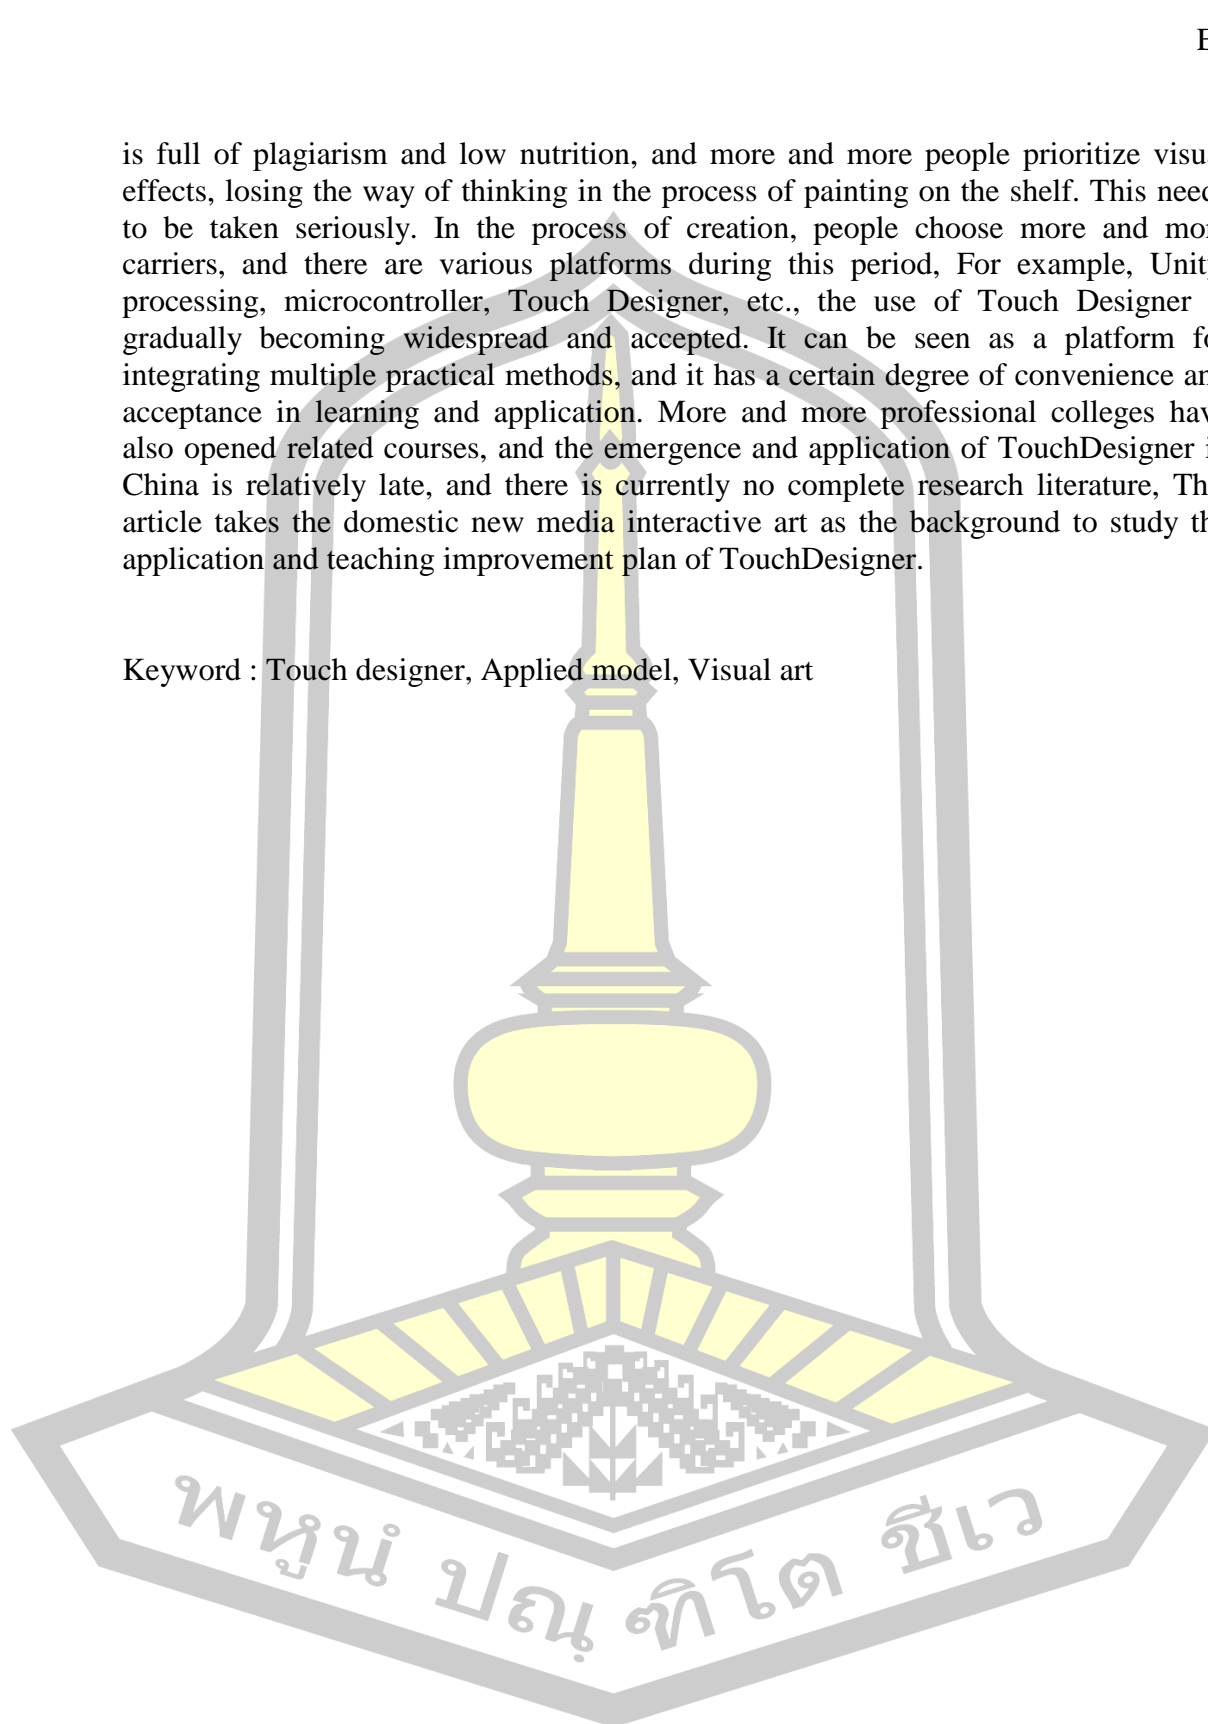 E
is full of plagiarism and low nutrition, and more and more people prioritize visua
effects, losing the way of thinking in the process of painting on the shelf. This need
to be taken seriously. In the process of creation, people choose more and mor
carriers, and there are various platforms during this period, For example, Unity
processing, microcontroller, Touch Designer, etc., the use of Touch Designer
gradually becoming widespread and accepted. It can be seen as a platform fo
integrating multiple practical methods, and it has a certain degree of convenience an
acceptance in learning and application. More and more professional colleges hav
also opened related courses, and the emergence and application of TouchDesigner i
China is relatively late, and there is currently no complete research literature, Th
article takes the domestic new media interactive art as the background to study th
application and teaching improvement plan of TouchDesigner.
Keyword : Touch designer, Applied model, Visual art
พหูนํ ปณฺ ฑิโต ชีเว